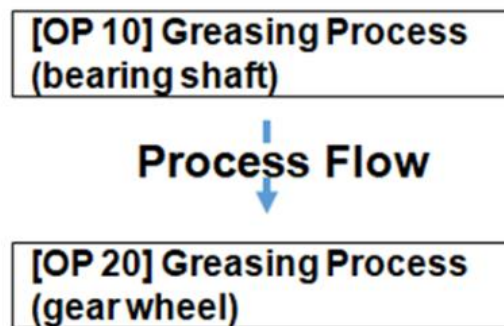 [OP 10] Greasing Process
(bearing shaft)
Process Flow
[OP 20] Greasing Process
(gear wheel)